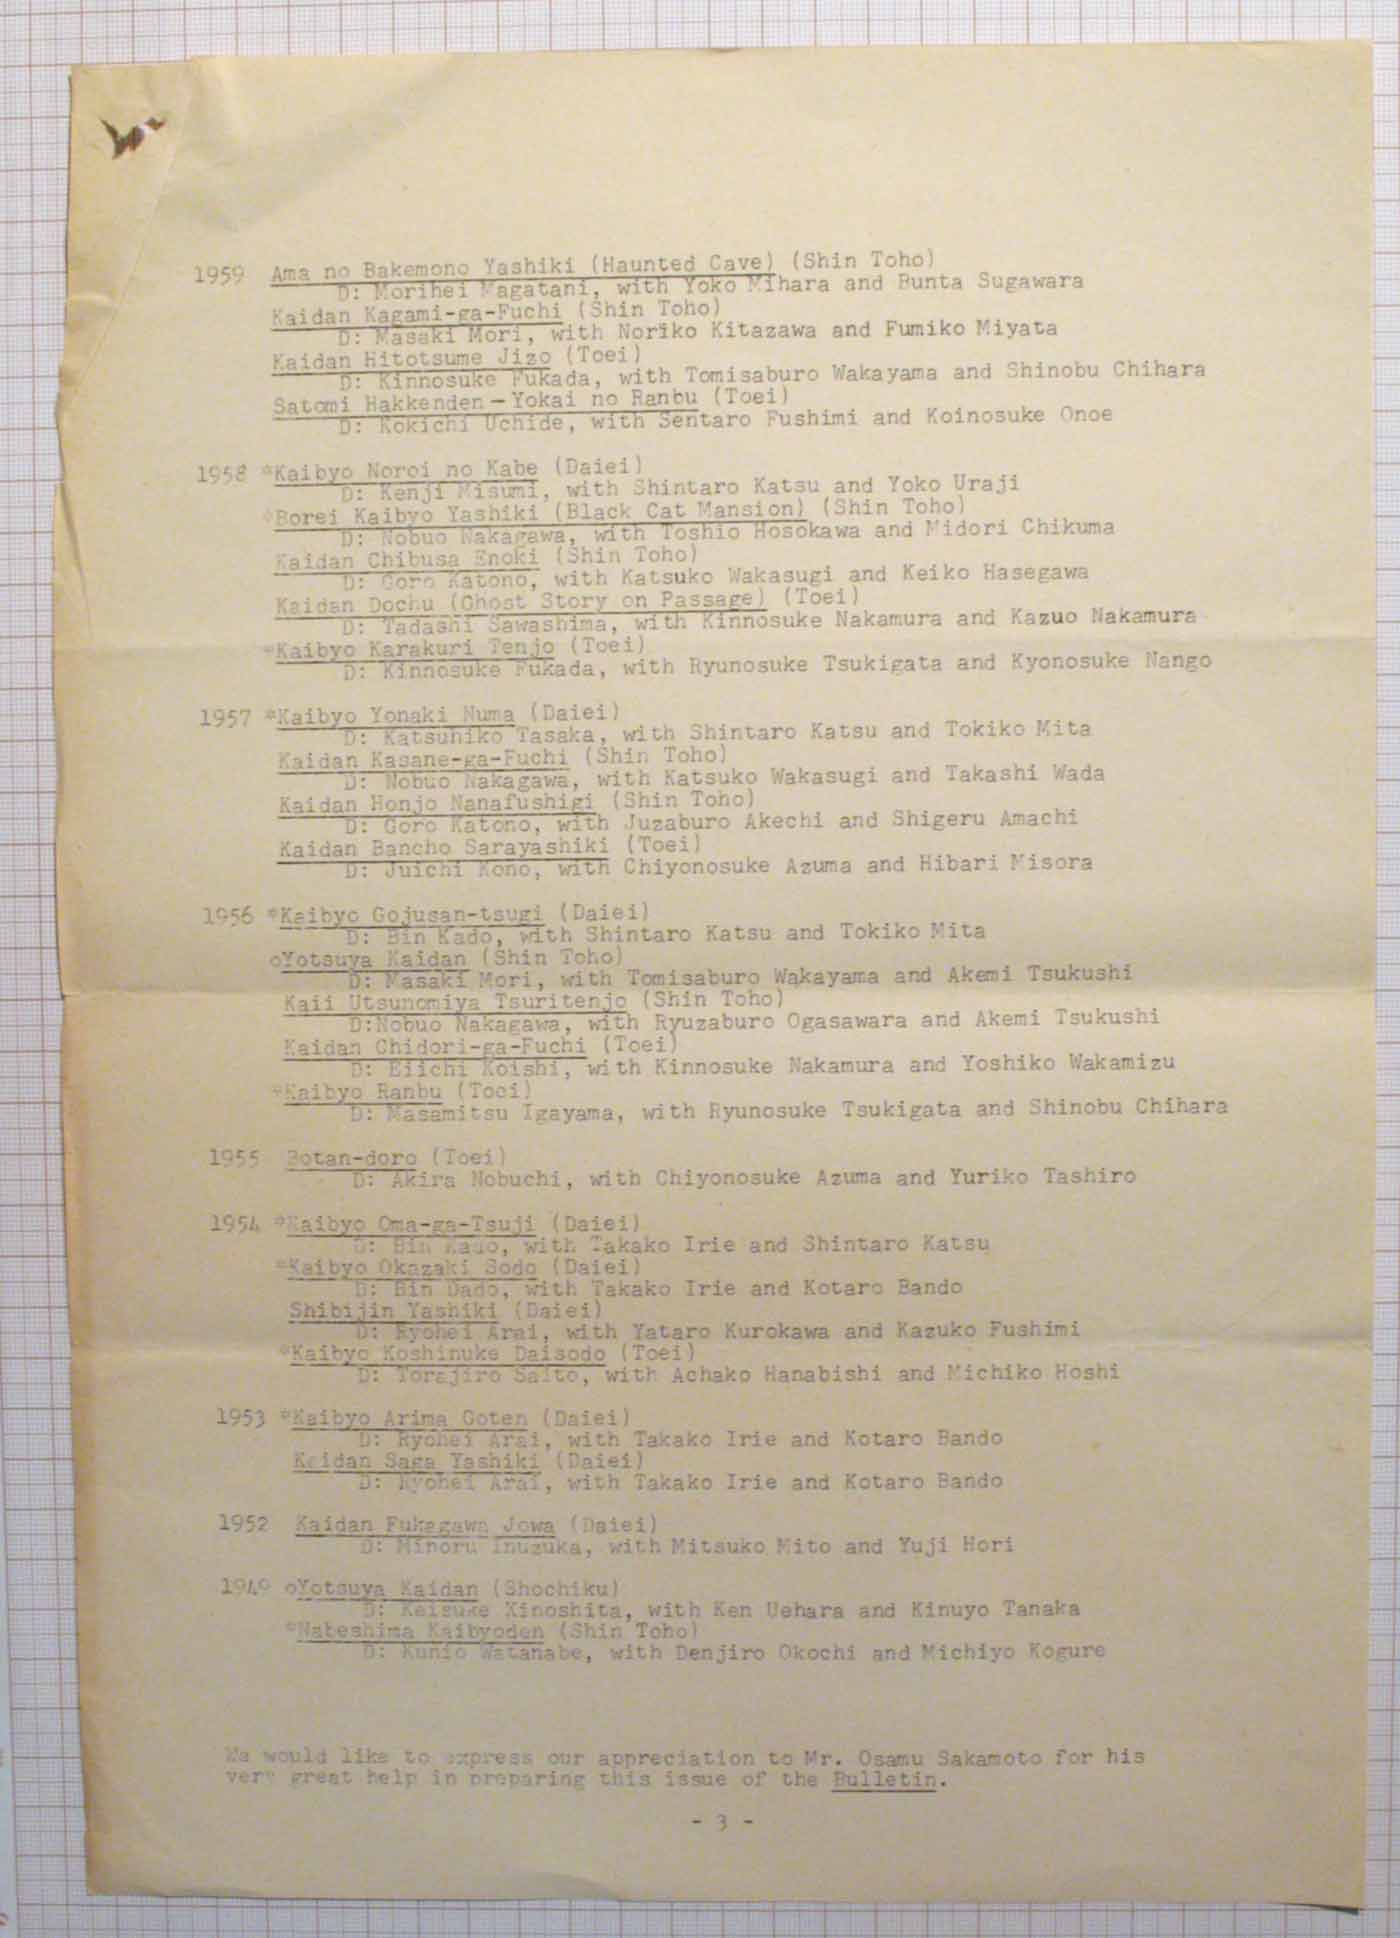 1959 Ama no Bakemono Yashiki (Haunted Cave) (Shin Toho)
D: Morihei Magatani, with Yoko Mihara and Bunta Sugawara
Kaidan Kagami-ga-Fuchi (Shin Toho)
D: Masaki Mori, with Noriko Kitazawa and Fumiko Miyata
Kaidan Hitotsume Jizo (Toei)
D: Kinnosuke Fukada, with Tomisaburo Wakayama and Shinobu Chihara
Satomi Hakkenden-Yokai no Ranbu (Toei)
D: Kokichi Uchide, with Sentaro Fushimi and Koinosuke Onoe
1958 *Kaibyo Noroi no Kabe (Daiei)
D: Kenji Misumi, with Shintaro Katsu and Yoko Uraji
*Borei Kaibyo Yashiki (Black Cat Mansion) (Shin Toho)
D: Nobuo Nakagawa, with Toshio Hosokawa and Midori Chikuma
Kaidan Chibusa Enoki (Shin Toho)
D: Goro Katono, with Katsuko Wakasugi and Keiko Hasegawa
Kaidan Dochu (Ghost Story on Passage) (Toei)
D: Tadashi Sawashima, with Kinnosuke Nakamura and Kazuo Nakamura
*Kaibyo Karakuri Tenjo (Toei)
D: Kinnosuke Fukada, with Ryunosuke Tsukigata and Kyonosuke Nango
1957 *Kaibyo Yonaki Numa (Daiei)
D: Katsuhiko Tasaka, with Shintaro Katsu and Tokiko Mita
Kaidan Kasane-ga-Fuchi (Shin Toho)
D: Nobuo Nakagawa, with Katsuko Wakasugi and Takashi Wada
Kaidan Honjo Nanafushigi (Shin Toho)
D: Goro Katono, with Juzaburo Akechi and Shigeru Amachi
Kaidan Bancho Sarayashiki (Toei)
D: Juichi Kono, with Chiyonosuke Azuma and Hibari Misora
1956 *Kaibyo Gojusan-tsugi (Daiei)
D: Bin Kado, with Shintaro Katsu and Tokiko Mita
oYotsuya Kaidan (Shin Toho)
D: Masaki Mori, with Tomisaburo Wakayama and Akemi Tsukushi
Kaii Utsunomiya Tsuritenjo (Shin Toho)
D:Nobuo Nakagawa, with Ryuzaburo Ogasawara and Akemi Tsukushi
Kaidan Chidori-ga-Fuchi (Toei)
D: Eiichi Koishi, with Kinnosuke Nakamura and Yoshiko Wakamizu
*Kaibyo Ranbu (Toei)
D: Masamitsu Igayama, with Ryunosuke Tsukigata and Shinobu Chihara
1955 Botan-doro (Toei)
D: Akira Nobuchi, with Chiyonosuke Azuma and Yuriko Tashiro
1954 *Kaibyo Oma-ga-Tsuji (Daiei)
D: Bin Kado, with Takako Irie and Shintaro Katsu
*Kaibyo Okazaki Sodo (Daiei)
D: Bin Dado, with Takako Irie and Kotaro Bando
Shibijin Yashiki (Daiei)
D: Ryohei Arai, with Yataro Kurokawa and Kazuko Fushimi
*Kaibyo Koshinuke Daisodo (Toei)
D: Torajiro Saito, with Achako Hanabishi and Michiko Hoshi
1953 *Kaibyo Arima Goten (Daiei)
D: Ryohei Arai, with Takako Irie and Kotaro Bando
Kaidan Saga Yashiki (Daiei)
D: Ryohei Arai, with Takako Irie and Kotaro Bando
1952 Kaidan Fukagawa Jowa (Daiei)
D: Minoru Inuzuka, with Mitsuko Mito and Yuji Hori
1949 oYotsuya Kaidan (Shochiku)
D: Keisuke Kinoshita, with Ken Uehara and Kinuyo Tanaka
*Nabeshima Kaibyoden (Shin Toho)
D: Kunio Watanabe, with Denjiro Okochi and Michiyo Kogure
We would like to express our appreciation to Mr. Osamu Sakamoto for his
very great help in preparing this issue of the Bulletin.
- 3 -